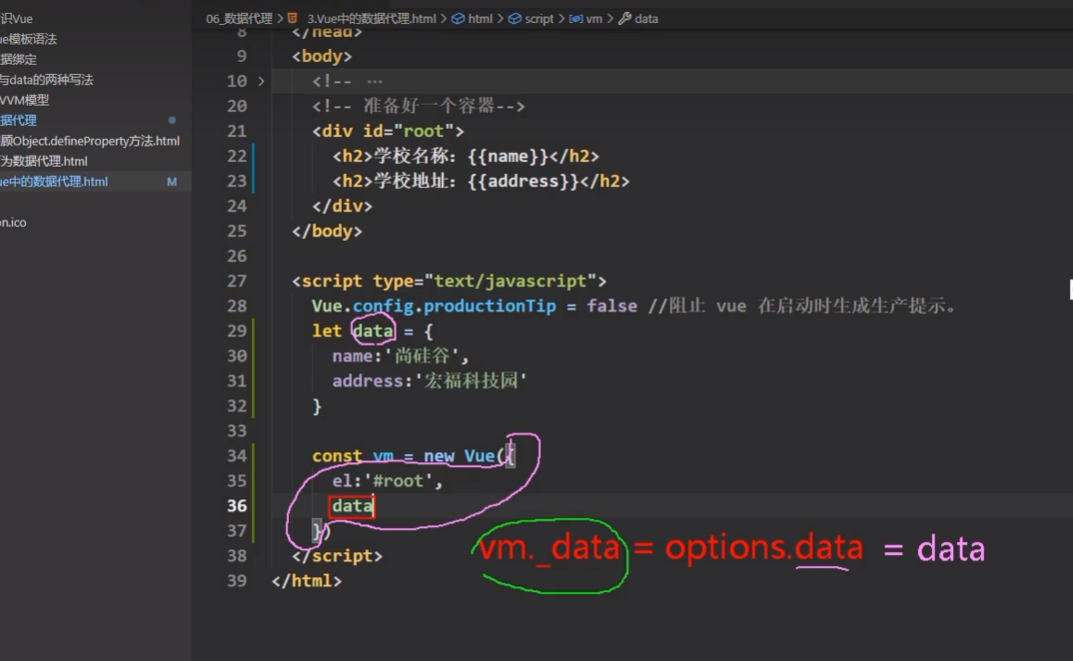 识Vue
ue模板语法
据绑定
与data的两种写法
VVM模型
据代理
顾Object.defineProperty方法.html
为数据代理.html
ue中的数据代理.html M
on.ico
06_数据代理 > 3.Vue中的数据代理.html > html > script > vm > data
8 </head>
9 <body>
10 > <!-- ...
20 <!-- 准备好一个容器-->
21 <div id="root">
22 <h2>学校名称：{{name}}</h2>
23 <h2>学校地址：{{address}}</h2>
24 </div>
25 </body>
26
27 <script type="text/javascript">
28 Vue.config.productionTip = false //阻止 vue 在启动时生成生产提示。
29 let data = {
30 name:'尚硅谷',
31 address:'宏福科技园'
32 }
33
34 const vm = new Vue({
35 el:'#root',
36 data
37 })
38 </script>
39 </html>
vm._data = options.data = data